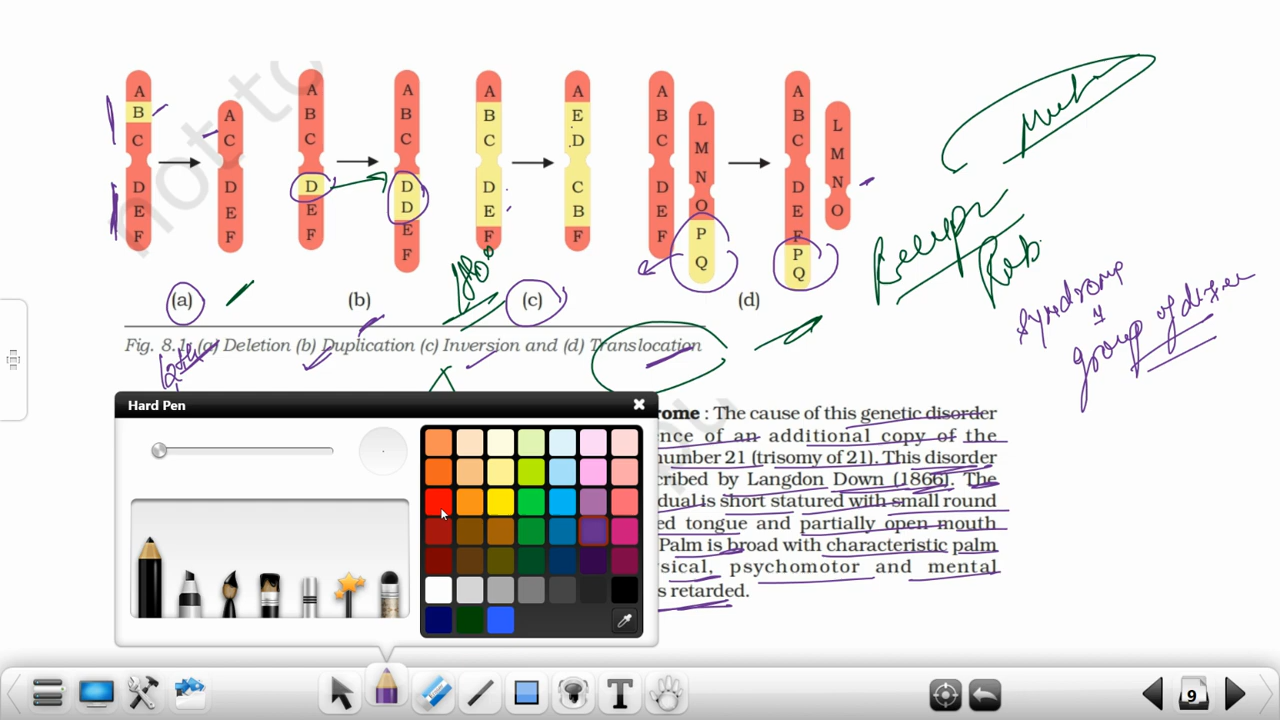 not to
A A A A A A A A
B B B B E B L B L
C C C C D C M C M
N N
D D D D C D D
E E D E B E O E O
F F E F F F P F
F Q P
Q
180°
(a) (b) (c) (d)
Fig. 8.1: (a) Deletion (b) Duplication (c) Inversion and (d) Translocation
Syndrome
group of
Hard Pen
rome : The cause of this genetic disorder
ence of an additional copy of the
number 21 (trisomy of 21). This disorder
cribed by Langdon Down (1866). The
dual is short statured with small round
ed tongue and partially open mouth
Palm is broad with characteristic palm
sical, psychomotor and mental
s retarded.
T
9